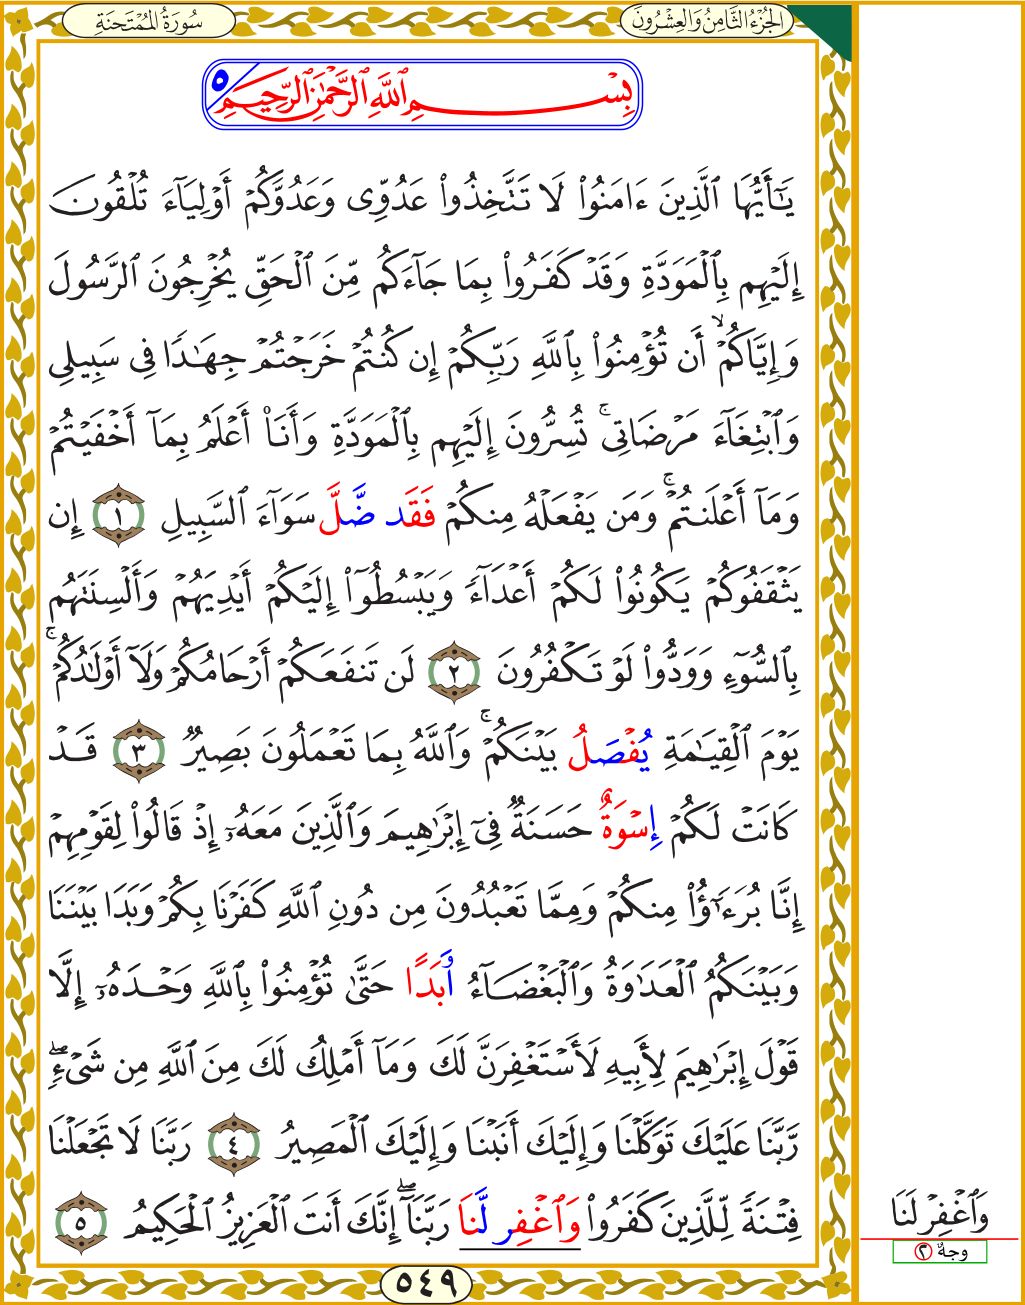 الجُزْءُ الثَّامِنُ وَالعِشْرُونَ
سُورَةُ المُمْتَحَنَةِ
بِسْمِ ٱللَّهِ ٱلرَّحْمَٰنِ ٱلرَّحِيمِ ٥
يَٰٓأَيُّهَا ٱلَّذِينَ ءَامَنُوا۟ لَا تَتَّخِذُوا۟ عَدُوِّى وَعَدُوَّكُمْ أَوْلِيَآءَ تُلْقُونَ
إِلَيْهِم بِٱلْمَوَدَّةِ وَقَدْ كَفَرُوا۟ بِمَا جَآءَكُم مِّنَ ٱلْحَقِّ يُخْرِجُونَ ٱلرَّسُولَ
وَإِيَّاكُمْ ۙ أَن تُؤْمِنُوا۟ بِٱللَّهِ رَبِّكُمْ إِن كُنتُمْ خَرَجْتُمْ جِهَٰدًا فِى سَبِيلِى
وَٱبْتِغَآءَ مَرْضَاتِى ۚ تُسِرُّونَ إِلَيْهِم بِٱلْمَوَدَّةِ وَأَنَا۠ أَعْلَمُ بِمَآ أَخْفَيْتُمْ
وَمَآ أَعْلَنتُمْ ۚ وَمَن يَفْعَلْهُ مِنكُمْ فَقَد ضَّلَّ سَوَآءَ ٱلسَّبِيلِ ١ إِن
يَثْقَفُوكُمْ يَكُونُوا۟ لَكُمْ أَعْدَآءً وَيَبْسُطُوٓا۟ إِلَيْكُمْ أَيْدِيَهُمْ وَأَلْسِنَتَهُم
بِٱلسُّوٓءِ وَوَدُّوا۟ لَوْ تَكْفُرُونَ ٢ لَن تَنفَعَكُمْ أَرْحَامُكُمْ وَلَآ أَوْلَٰدُكُمْ ۚ
يَوْمَ ٱلْقِيَٰمَةِ يُفْصَلُ بَيْنَكُمْ ۚ وَٱللَّهُ بِمَا تَعْمَلُونَ بَصِيرٌ ٣ قَدْ
كَانَتْ لَكُمْ إِسْوَةٌ حَسَنَةٌ فِىٓ إِبْرَٰهِيمَ وَٱلَّذِينَ مَعَهُۥٓ إِذْ قَالُوا۟ لِقَوْمِهِمْ
إِنَّا بُرَءَٰٓؤُا۟ مِنكُمْ وَمِمَّا تَعْبُدُونَ مِن دُونِ ٱللَّهِ كَفَرْنَا بِكُمْ وَبَدَا بَيْنَنَا
وَبَيْنَكُمُ ٱلْعَدَٰوَةُ وَٱلْبَغْضَآءُ أَبَدًا حَتَّىٰ تُؤْمِنُوا۟ بِٱللَّهِ وَحْدَهُۥٓ إِلَّا
قَوْلَ إِبْرَٰهِيمَ لِأَبِيهِ لَأَسْتَغْفِرَنَّ لَكَ وَمَآ أَمْلِكُ لَكَ مِنَ ٱللَّهِ مِن شَىْءٍ ۖ
رَّبَّنَا عَلَيْكَ تَوَكَّلْنَا وَإِلَيْكَ أَنَبْنَا وَإِلَيْكَ ٱلْمَصِيرُ ٤ رَبَّنَا لَا تَجْعَلْنَا
فِتْنَةً لِّلَّذِينَ كَفَرُوا۟ وَٱغْفِر لَّنَا رَبَّنَآ ۖ إِنَّكَ أَنتَ ٱلْعَزِيزُ ٱلْحَكِيمُ ٥
وَٱغْفِرْ لَنَا
وجهٌ ٢
٥٤٩